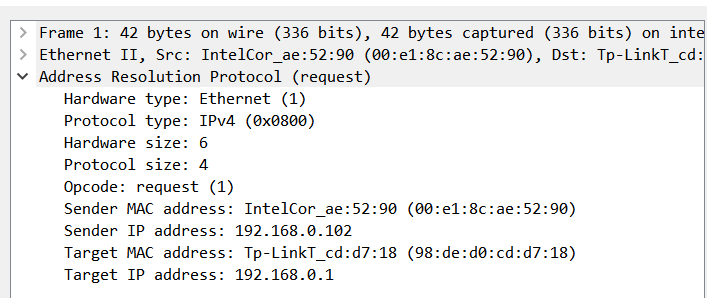 Frame 1: 42 bytes on wire (336 bits), 42 bytes captured (336 bits) on inte
Ethernet II, Src: IntelCor_ae:52:90 (00:e1:8c:ae:52:90), Dst: Tp-LinkT_cd:
Address Resolution Protocol (request)
Hardware type: Ethernet (1)
Protocol type: IPv4 (0x0800)
Hardware size: 6
Protocol size: 4
Opcode: request (1)
Sender MAC address: IntelCor_ae:52:90 (00:e1:8c:ae:52:90)
Sender IP address: 192.168.0.102
Target MAC address: Tp-LinkT_cd:d7:18 (98:de:d0:cd:d7:18)
Target IP address: 192.168.0.1